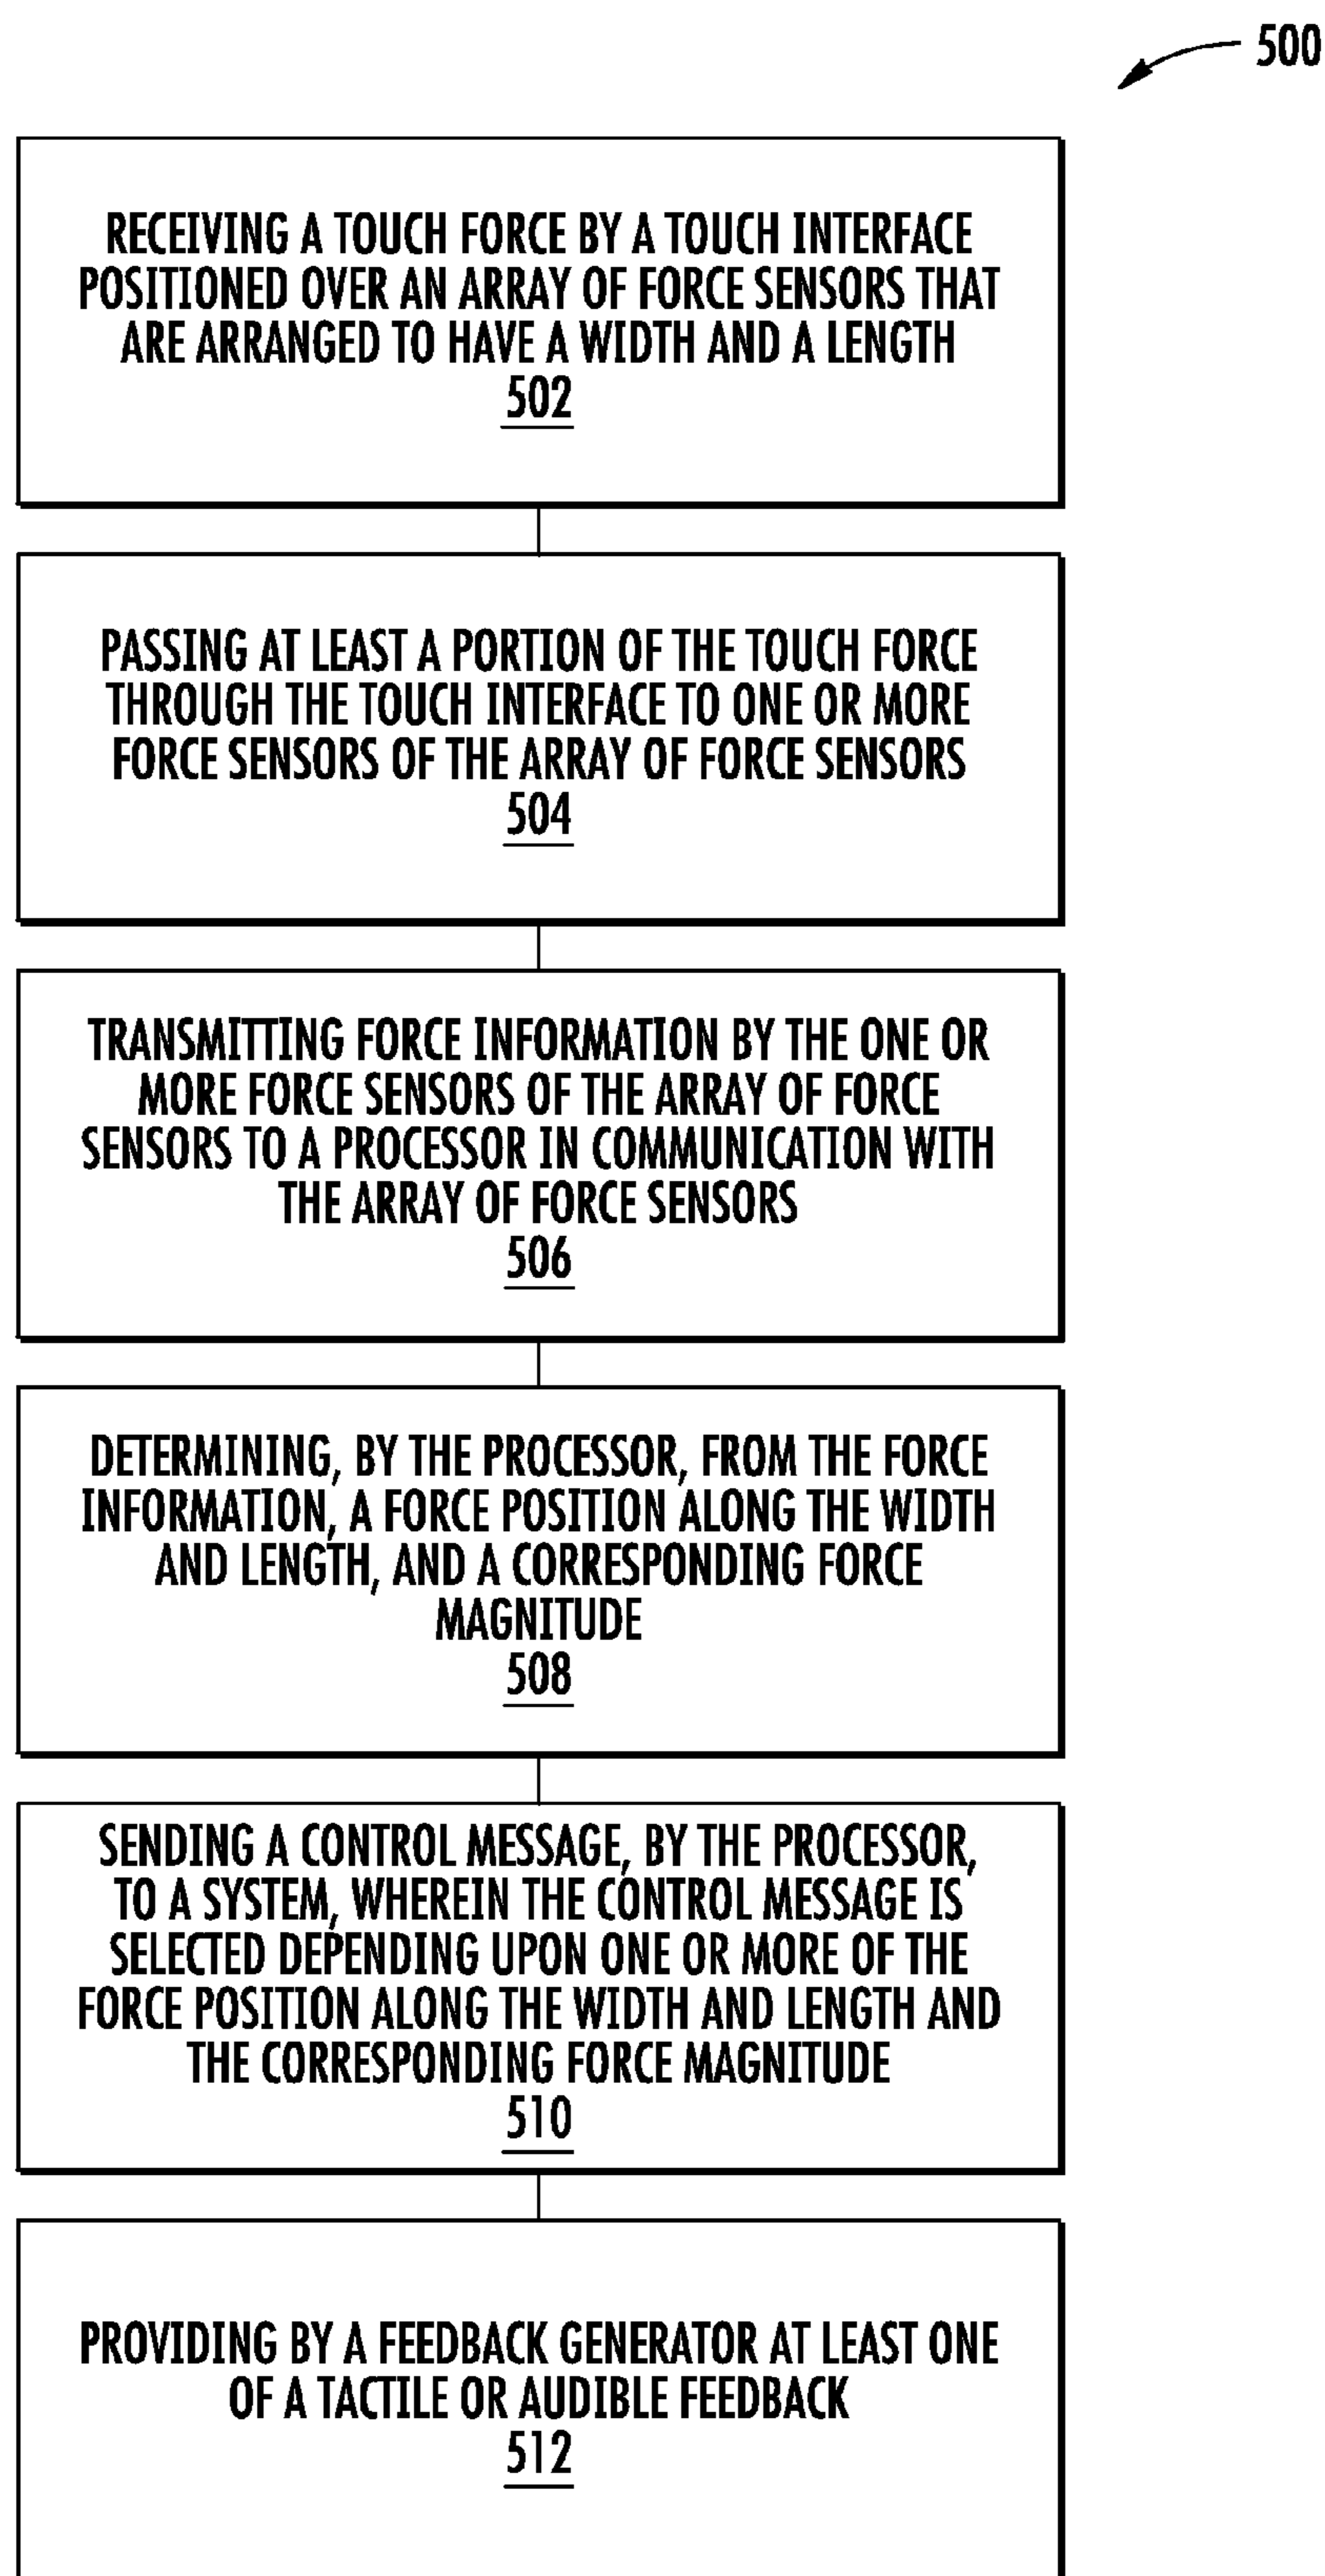 500
RECEIVING A TOUCH FORCE BY A TOUCH INTERFACE
POSITIONED OVER AN ARRAY OF FORCE SENSORS THAT
ARE ARRANGED TO HAVE A WIDTH AND A LENGTH
502
PASSING AT LEAST A PORTION OF THE TOUCH FORCE
THROUGH THE TOUCH INTERFACE TO ONE OR MORE
FORCE SENSORS OF THE ARRAY OF FORCE SENSORS
504
TRANSMITTING FORCE INFORMATION BY THE ONE OR
MORE FORCE SENSORS OF THE ARRAY OF FORCE
SENSORS TO A PROCESSOR IN COMMUNICATION WITH
THE ARRAY OF FORCE SENSORS
506
DETERMINING, BY THE PROCESSOR, FROM THE FORCE
INFORMATION, A FORCE POSITION ALONG THE WIDTH
AND LENGTH, AND A CORRESPONDING FORCE
MAGNITUDE
508
SENDING A CONTROL MESSAGE, BY THE PROCESSOR,
TO A SYSTEM, WHEREIN THE CONTROL MESSAGE IS
SELECTED DEPENDING UPON ONE OR MORE OF THE
FORCE POSITION ALONG THE WIDTH AND LENGTH AND
THE CORRESPONDING FORCE MAGNITUDE
510
PROVIDING BY A FEEDBACK GENERATOR AT LEAST ONE
OF A TACTILE OR AUDIBLE FEEDBACK
512